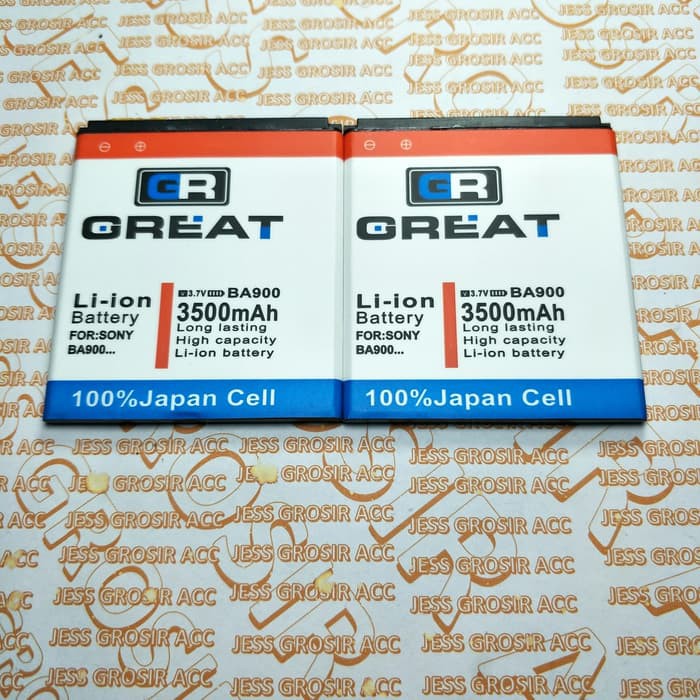 GR
GREAT
Li-ion
Battery
FOR:SONY
BA900...
3.7V BA900
3500mAh
Long lasting
High capacity
Li-ion battery
100%Japan Cell
GR
GREAT
Li-ion
Battery
FOR:SONY
BA900...
3.7V BA900
3500mAh
Long lasting
High capacity
Li-ion battery
100%Japan Cell
JESS GROSIR ACC